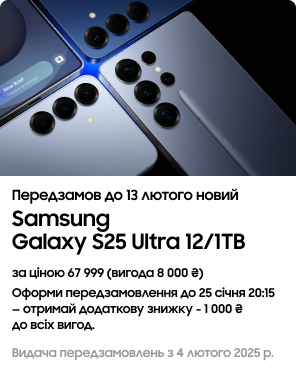 Передзамов до 13 лютого новий
Samsung
Galaxy S25 Ultra 12/1TB
за ціною 67 999 (вигода 8 000 ₴)
Оформи передзамовлення до 25 січня 20:15
– отримай додаткову знижку - 1 000 ₴
до всіх вигод.
Видача передзамовлень з 4 лютого 2025 р.